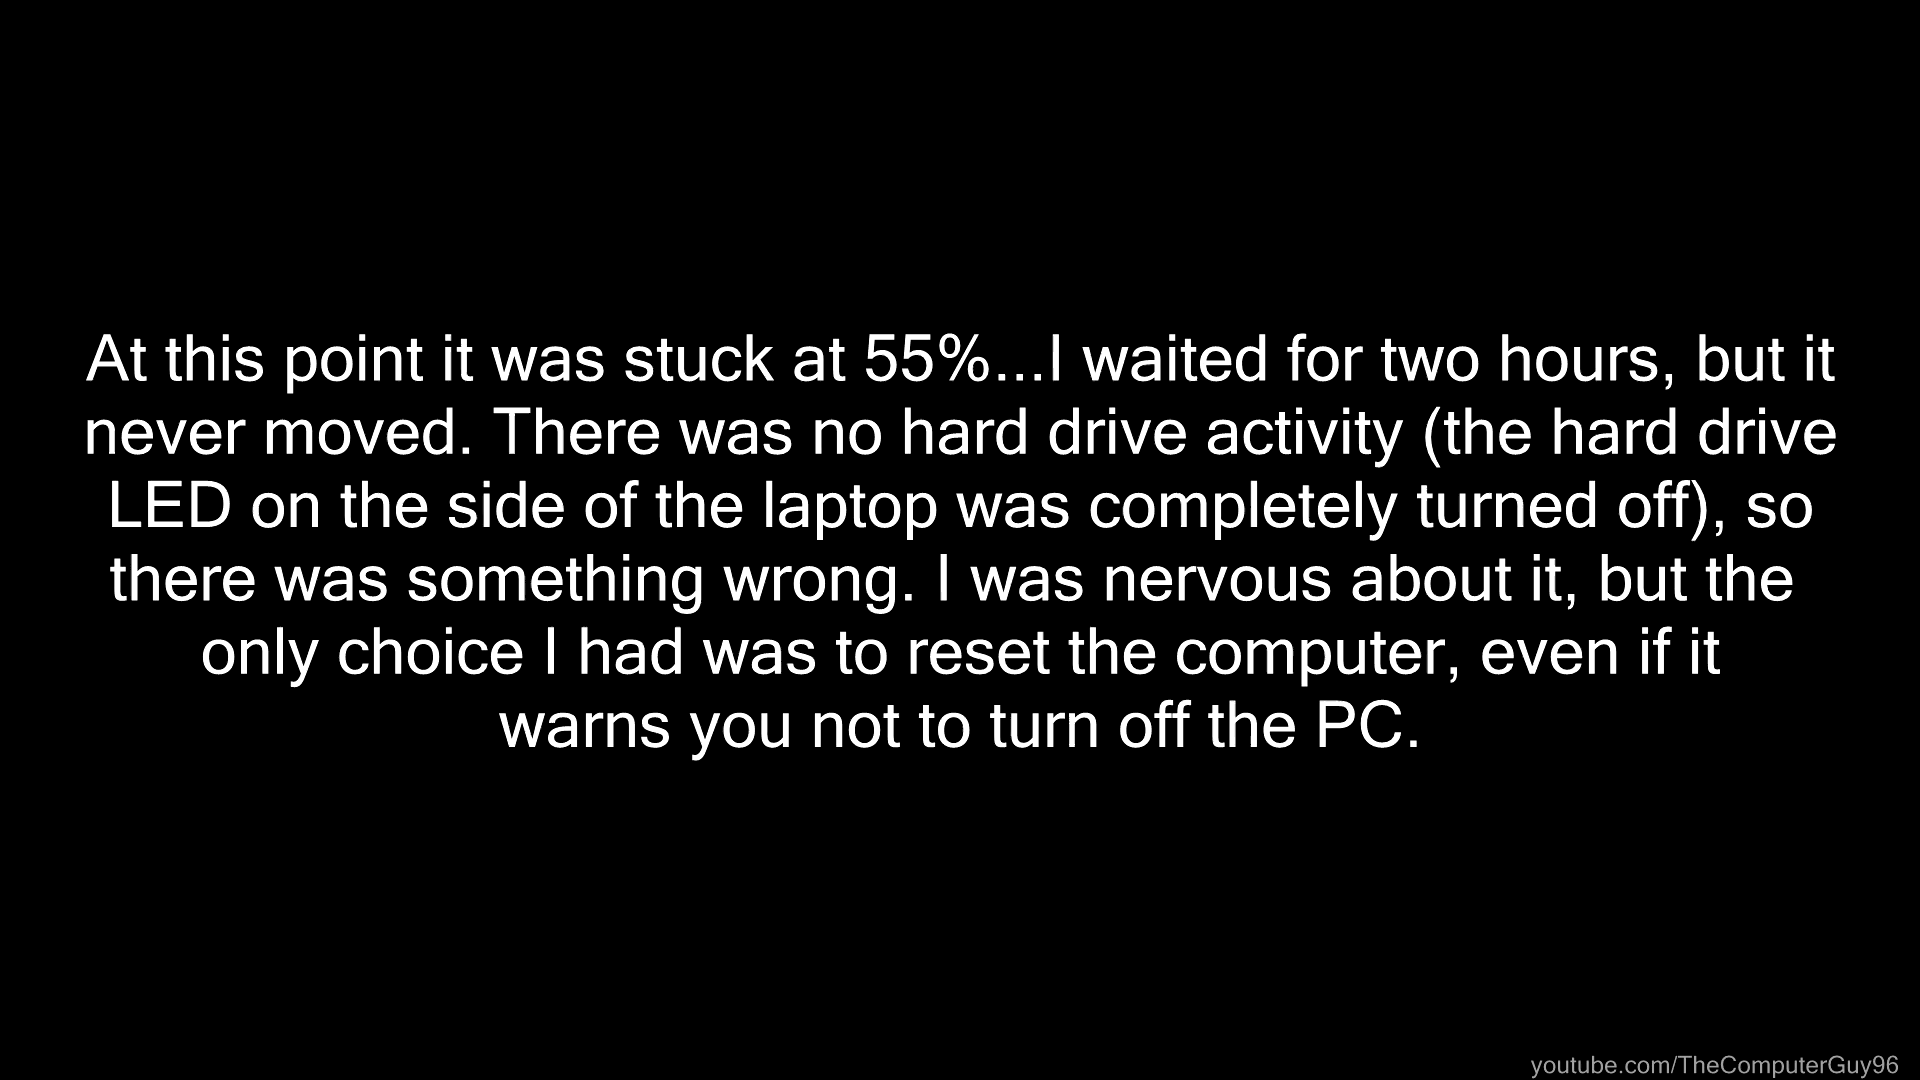 At this point it was stuck at 55%...I waited for two hours, but it
never moved. There was no hard drive activity (the hard drive
LED on the side of the laptop was completely turned off), so
there was something wrong. I was nervous about it, but the
only choice I had was to reset the computer, even if it
warns you not to turn off the PC.
youtube.com/TheComputerGuy96